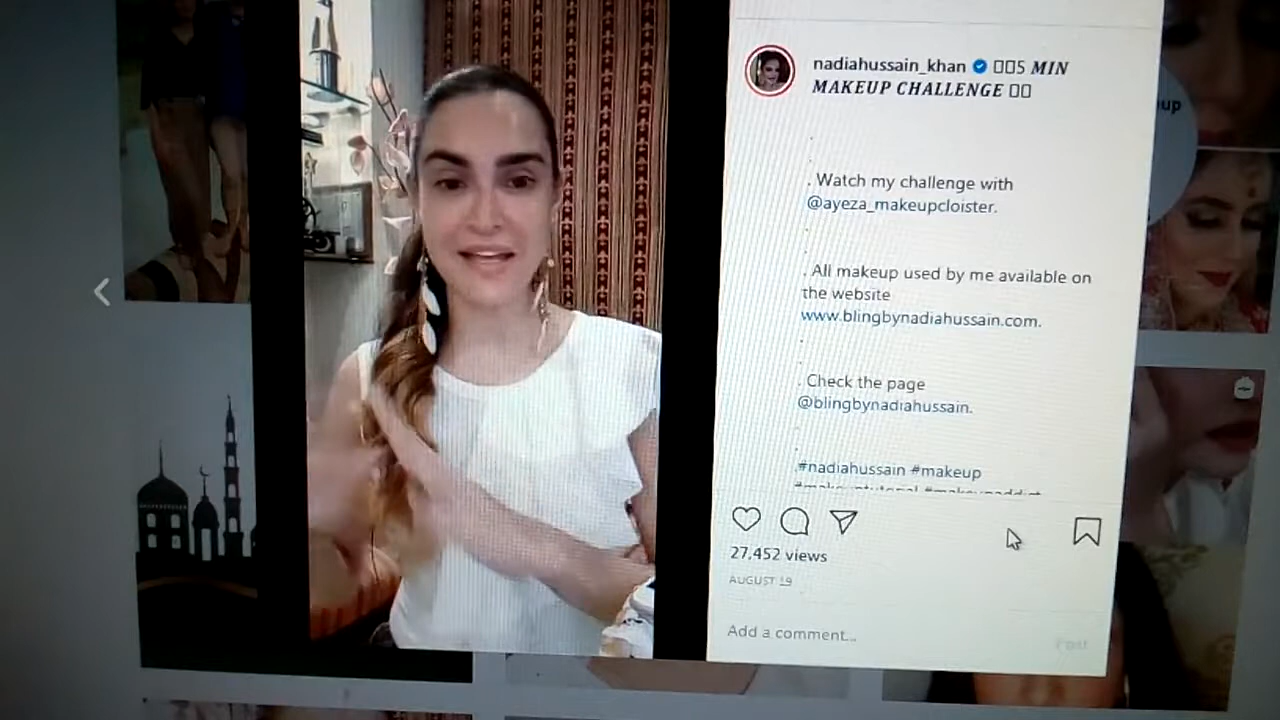 nadiahussain_khan 5 MIN
MAKEUP CHALLENGE
.
.
. Watch my challenge with
@ayeza_makeupcloister.
.
.
. All makeup used by me available on
the website
www.blingbynadiahussain.com.
.
.
. Check the page
@blingbynadiahussain.
.
.
#nadiahussain #makeup
27,452 views
AUGUST 19
Add a comment...
Post
up